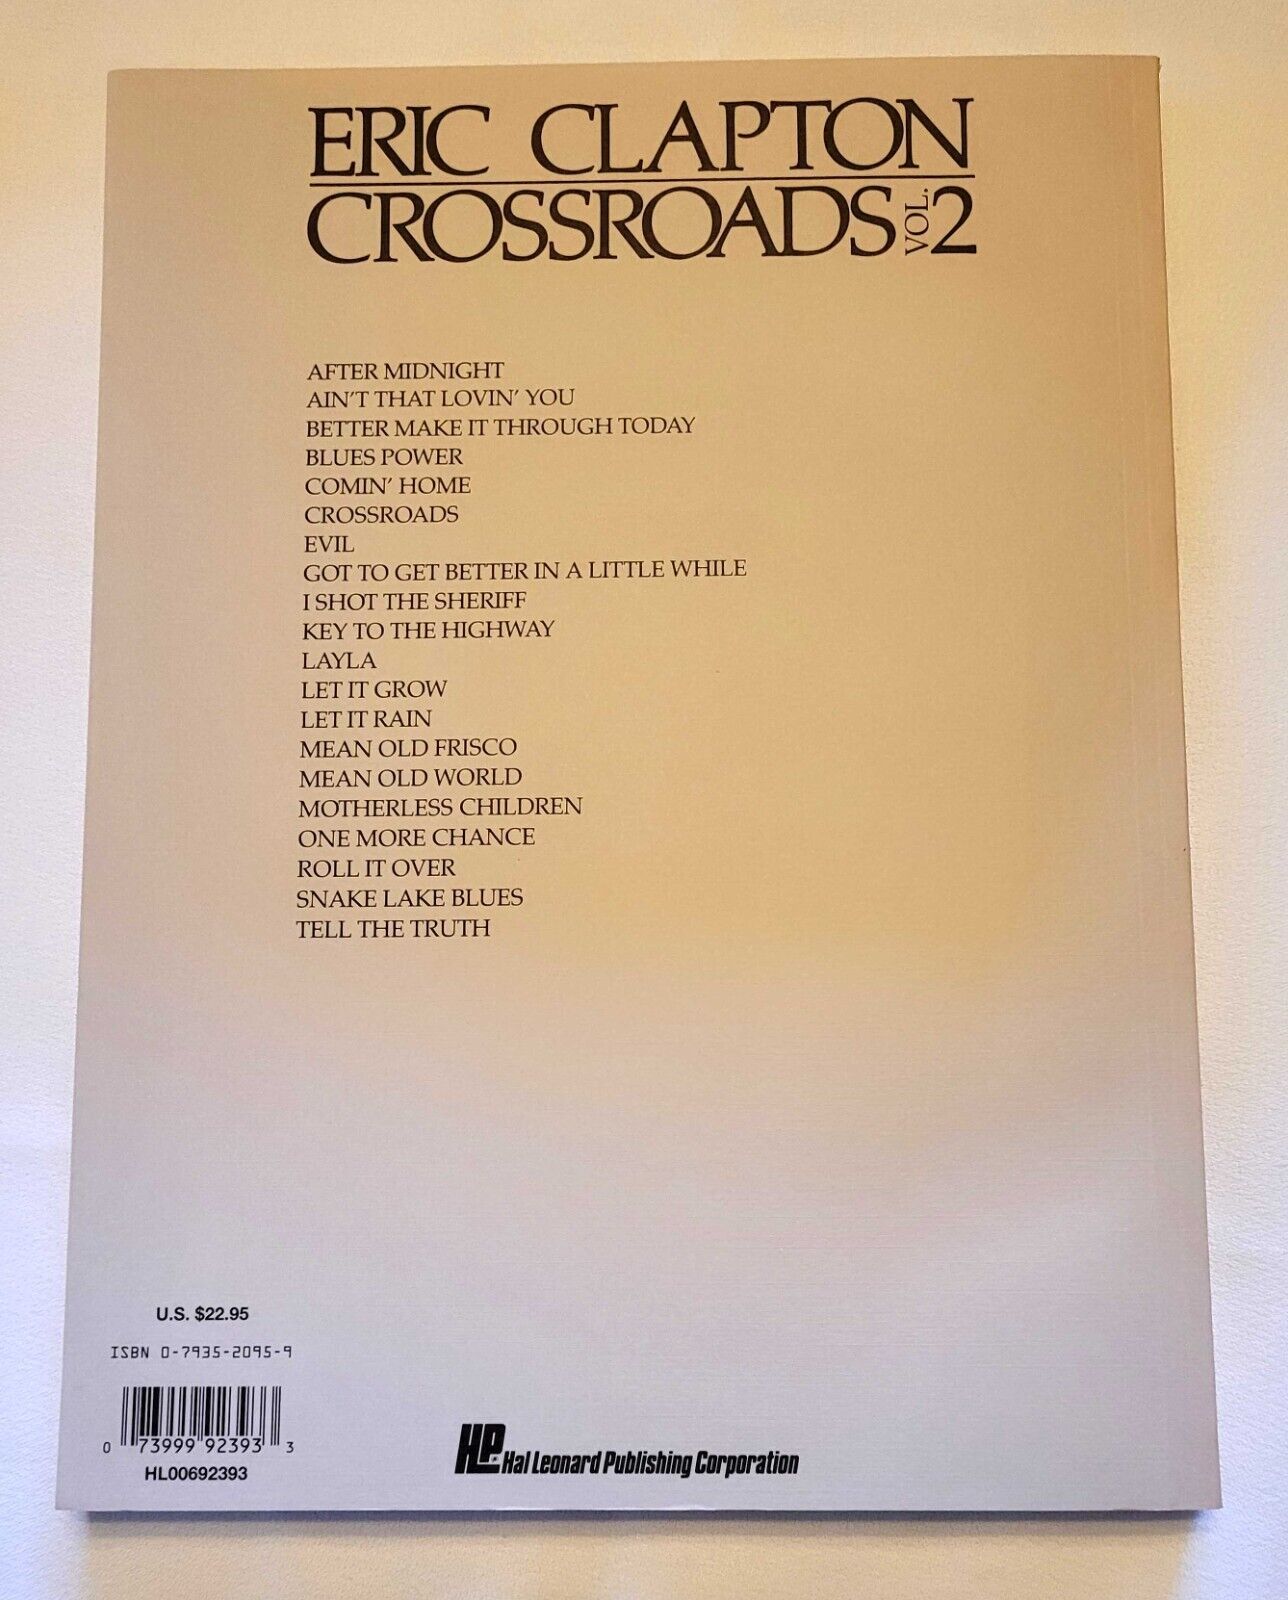 ERIC CLAPTON
CROSSROADS VOL. 2
AFTER MIDNIGHT
AIN'T THAT LOVIN' YOU
BETTER MAKE IT THROUGH TODAY
BLUES POWER
COMIN' HOME
CROSSROADS
EVIL
GOT TO GET BETTER IN A LITTLE WHILE
I SHOT THE SHERIFF
KEY TO THE HIGHWAY
LAYLA
LET IT GROW
LET IT RAIN
MEAN OLD FRISCO
MEAN OLD WORLD
MOTHERLESS CHILDREN
ONE MORE CHANCE
ROLL IT OVER
SNAKE LAKE BLUES
TELL THE TRUTH
U.S. $22.95
ISBN 0-7935-2095-9
0 73999 92393 3
HL00692393
HLP Hal Leonard Publishing Corporation